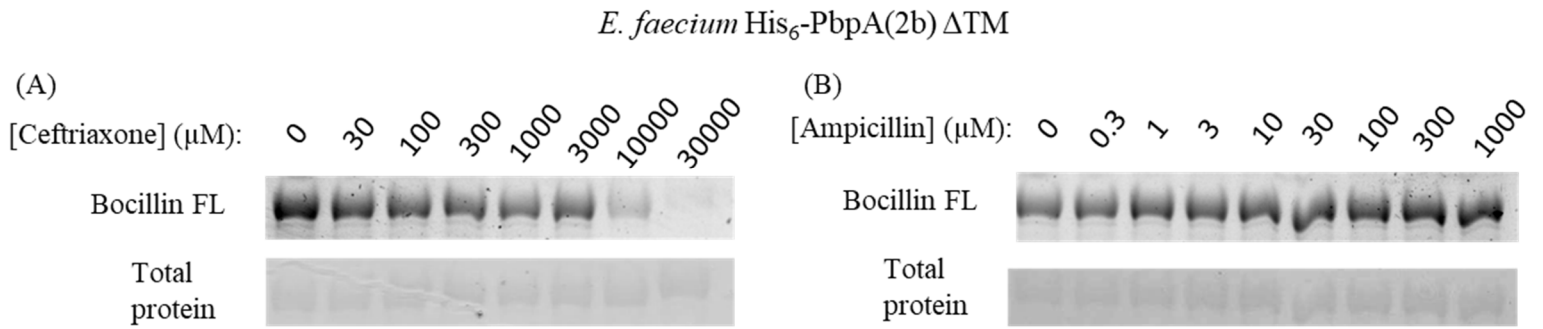 E. faecium His₆-PbpA(2b) ΔTM
(A)
[Ceftriaxone] (μM): 0 30 100 300 1000 3000 10000 30000
Bocillin FL
Total
protein
(B)
[Ampicillin] (μM): 0 0.3 1 3 10 30 100 300 1000
Bocillin FL
Total
protein